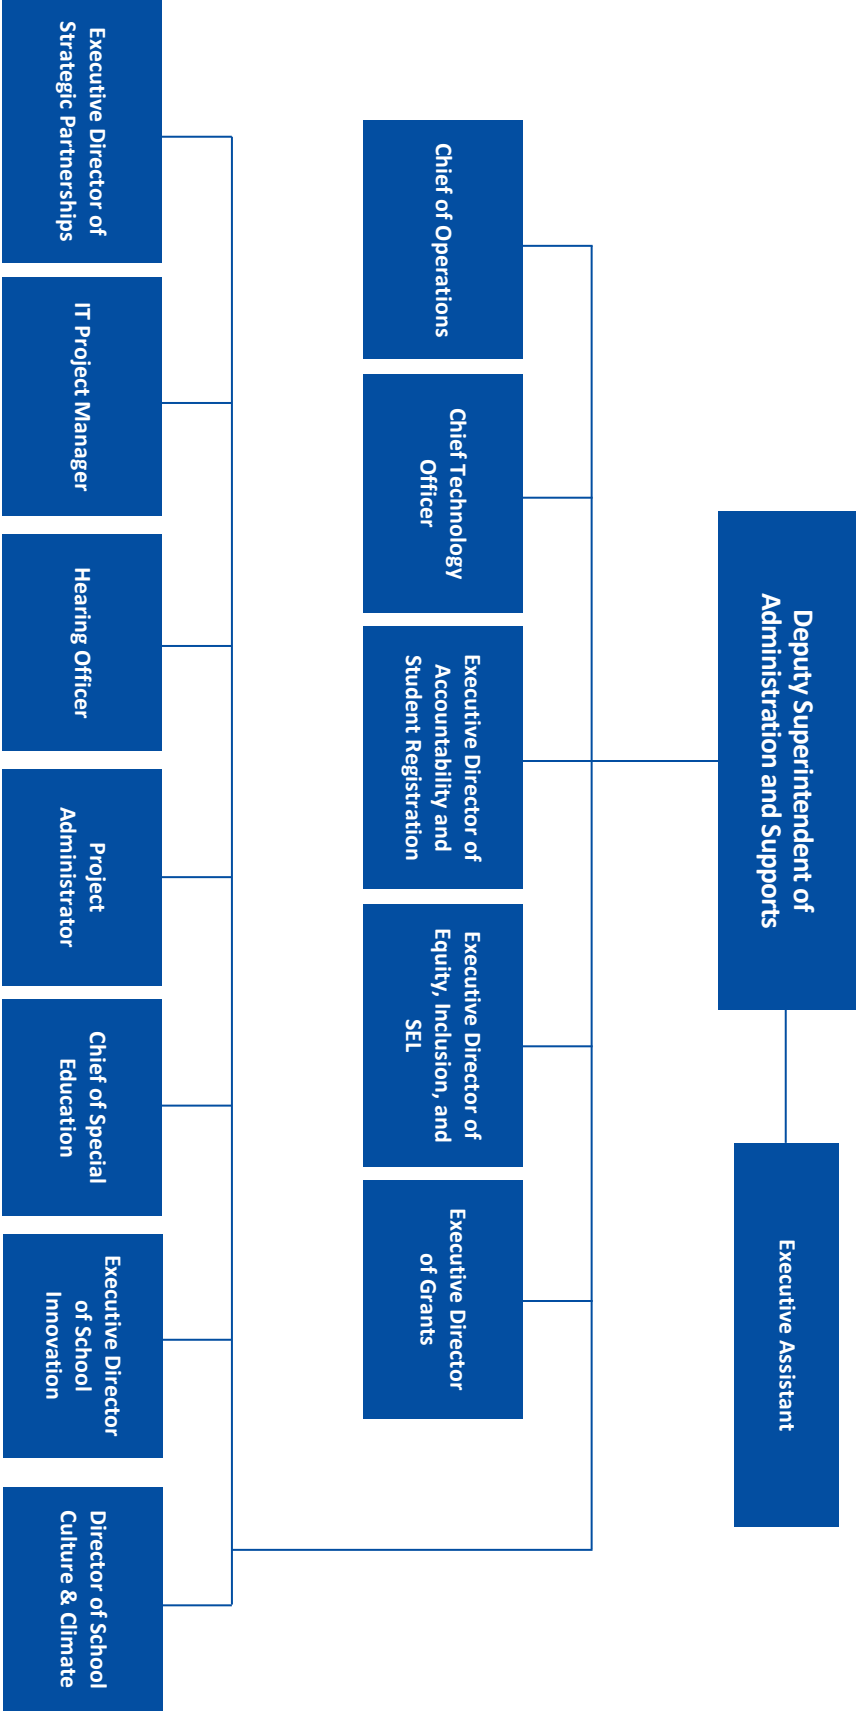 Deputy Superintendent of
Administration and Supports
Executive Assistant
Chief of Operations
Chief Technology
Officer
Executive Director of
Accountability and
Student Registration
Executive Director of
Equity, Inclusion, and
SEL
Executive Director
of Grants
Executive Director of
Strategic Partnerships
IT Project Manager
Hearing Officer
Project
Administrator
Chief of Special
Education
Executive Director
of School
Innovation
Director of School
Culture & Climate